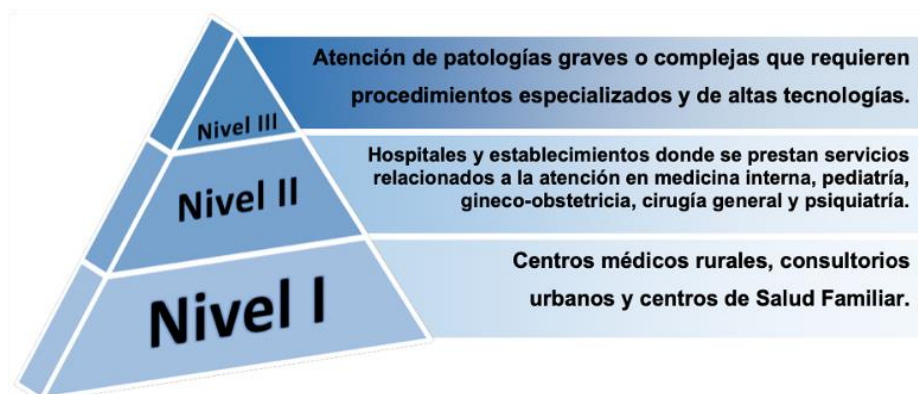 Atención de patologías graves o complejas que requieren
procedimientos especializados y de altas tecnologías.
Nivel III
Hospitales y establecimientos donde se prestan servicios
relacionados a la atención en medicina interna, pediatría,
gineco-obstetricia, cirugía general y psiquiatría.
Nivel II
Centros médicos rurales, consultorios
urbanos y centros de Salud Familiar.
Nivel I